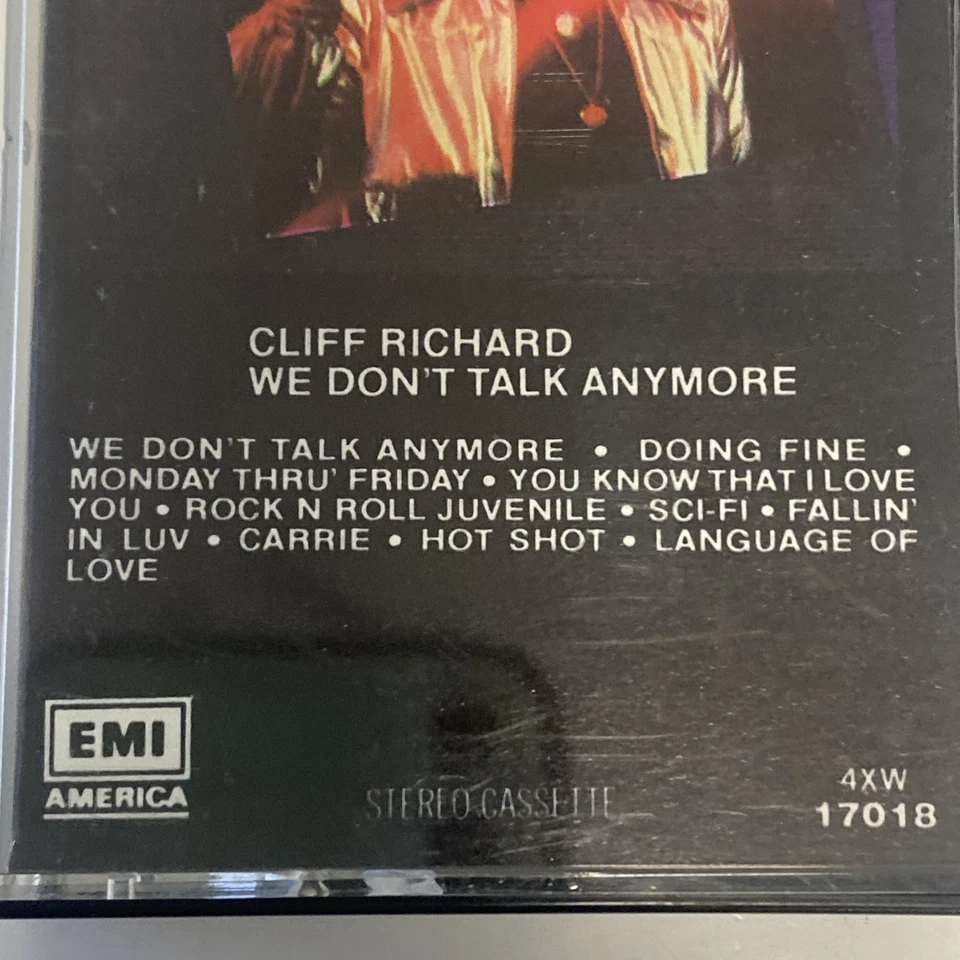 CLIFF RICHARD
WE DON'T TALK ANYMORE
WE DON'T TALK ANYMORE • DOING FINE •
MONDAY THRU' FRIDAY • YOU KNOW THAT I LOVE
YOU • ROCK N ROLL JUVENILE • SCI-FI • FALLIN'
IN LUV • CARRIE • HOT SHOT • LANGUAGE OF
LOVE
EMI
AMERICA
STEREO CASSETTE
4XW
17018